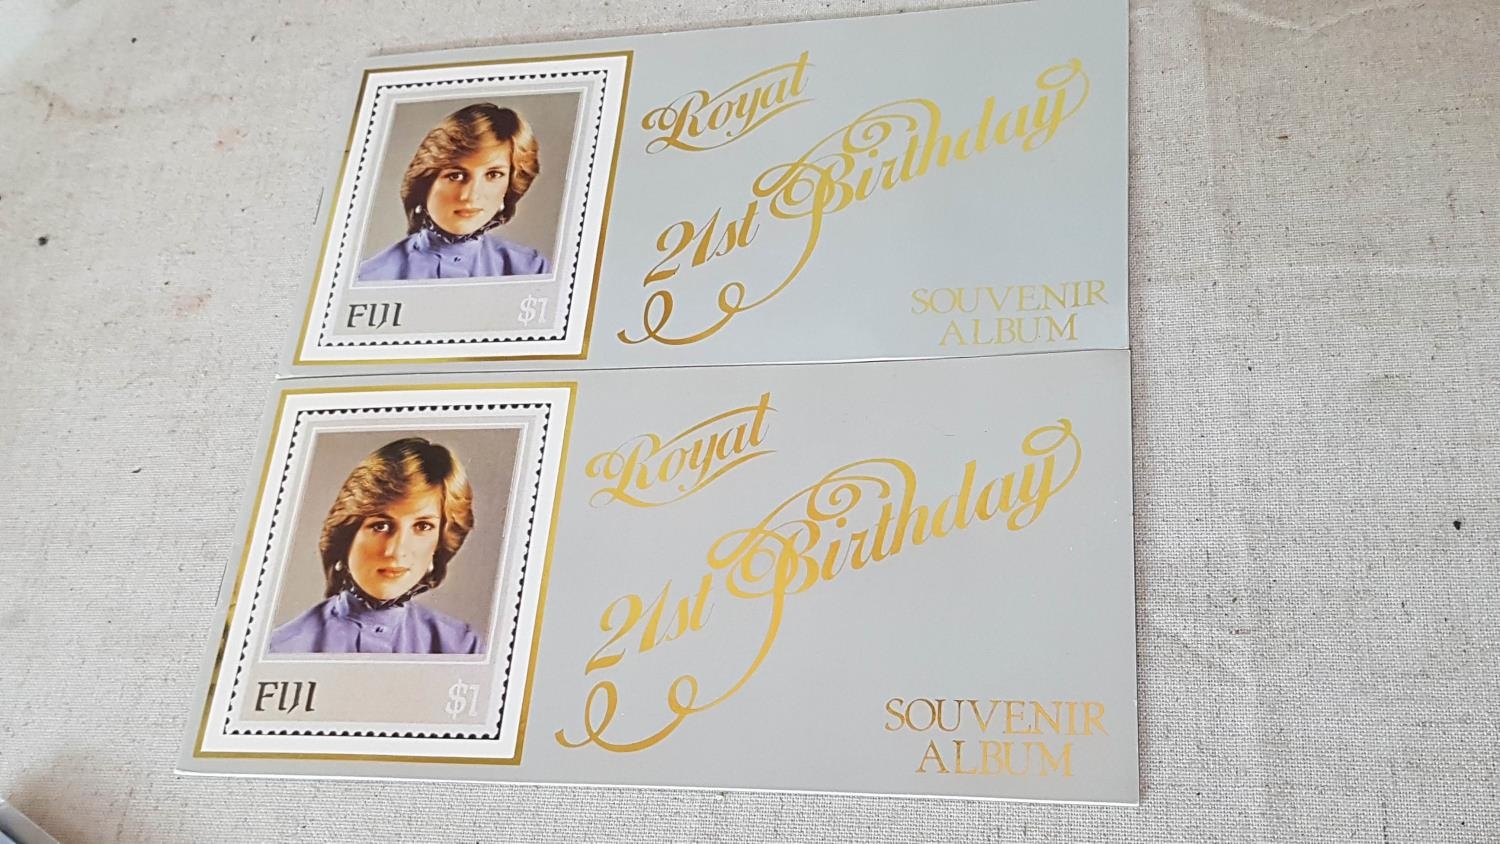 Royal
21st Birthday
FIJI $1
SOUVENIR
ALBUM
Royal
21st Birthday
FIJI $1
SOUVENIR
ALBUM